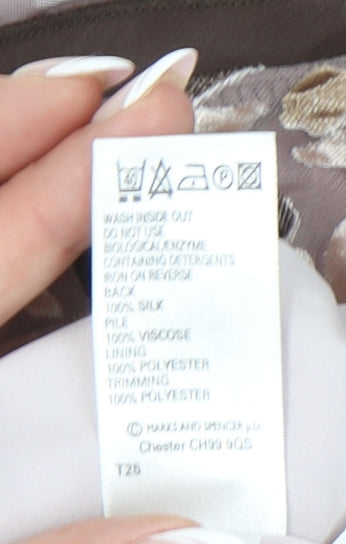 40
P
WASH INSIDE OUT
DO NOT USE
BIOLOGICAL/ENZYME
CONTAINING DETERGENTS
IRON ON REVERSE
BACK
100% SILK
PILE
100% VISCOSE
LINING
100% POLYESTER
TRIMMING
100% POLYESTER
© MARKS AND SPENCER p.l.c.
Chester CH99 9QS
T26